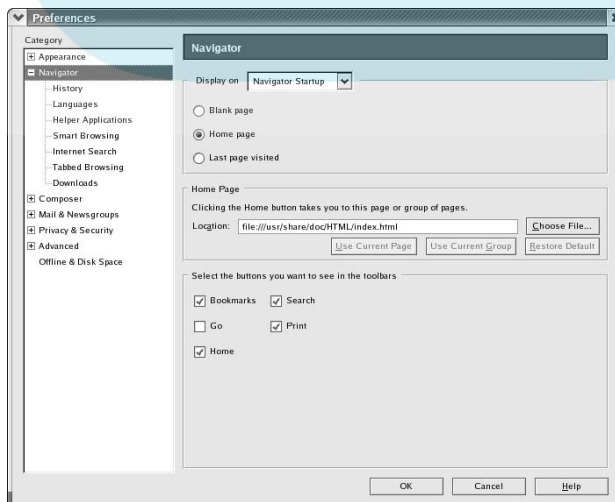 Preferences
Category
Appearance
Navigator
History
Languages
Helper Applications
Smart Browsing
Internet Search
Tabbed Browsing
Downloads
Composer
Mail & Newsgroups
Privacy & Security
Advanced
Offline & Disk Space
Navigator
Display on Navigator Startup
Blank page
Home page
Last page visited
Home Page
Clicking the Home button takes you to this page or group of pages.
Location: file:///usr/share/doc/HTML/index.html Choose File...
Use Current Page Use Current Group Restore Default
Select the buttons you want to see in the toolbars
Bookmarks Search
Go Print
Home
OK Cancel Help